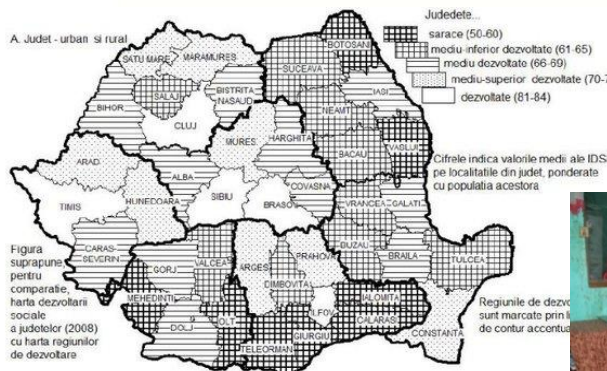 A. Judet - urban si rural
Judedete...
sarace (50-60)
mediu-inferior dezvoltate (61-65)
mediu dezvoltate (66-69)
mediu-superior dezvoltate (70-7
dezvoltate (81-84)
BOTOSANI
SATU MARE
MARAMURES
SUCEAVA
IASI
SALAJ
BISTRITA
NASAUD
BIHOR
NEAMT
CLUJ
MURES
HARGHITA
BACAU
VASLUI
Cifrele indica valorile medii ale IDS
pe localitatile din judet, ponderate
cu populatia acestora
ARAD
ALBA
TIMIS
HUNEDOARA
SIBIU
BRASO
COVASNA
VRANCEA
GALATI
Figura
suprapune
pentru
comparatie,
harta dezvoltarii
sociale
a judetelor (2008)
cu harta regiunilor
de dezvoltare
CARAS-
SEVERIN
GORJ
VALCEA
ARGES
PRAHOVA
BUZAU
BRAILA
TULCEA
DIMBOVITA
MEHEDINTI
DOLJ
OLT
ILFOV
IALOMITA
CALARASI
GIURGIU
TELEORMAN
CONSTANTA
Regiunile de dezvo
sunt marcate prin li
de contur accentua